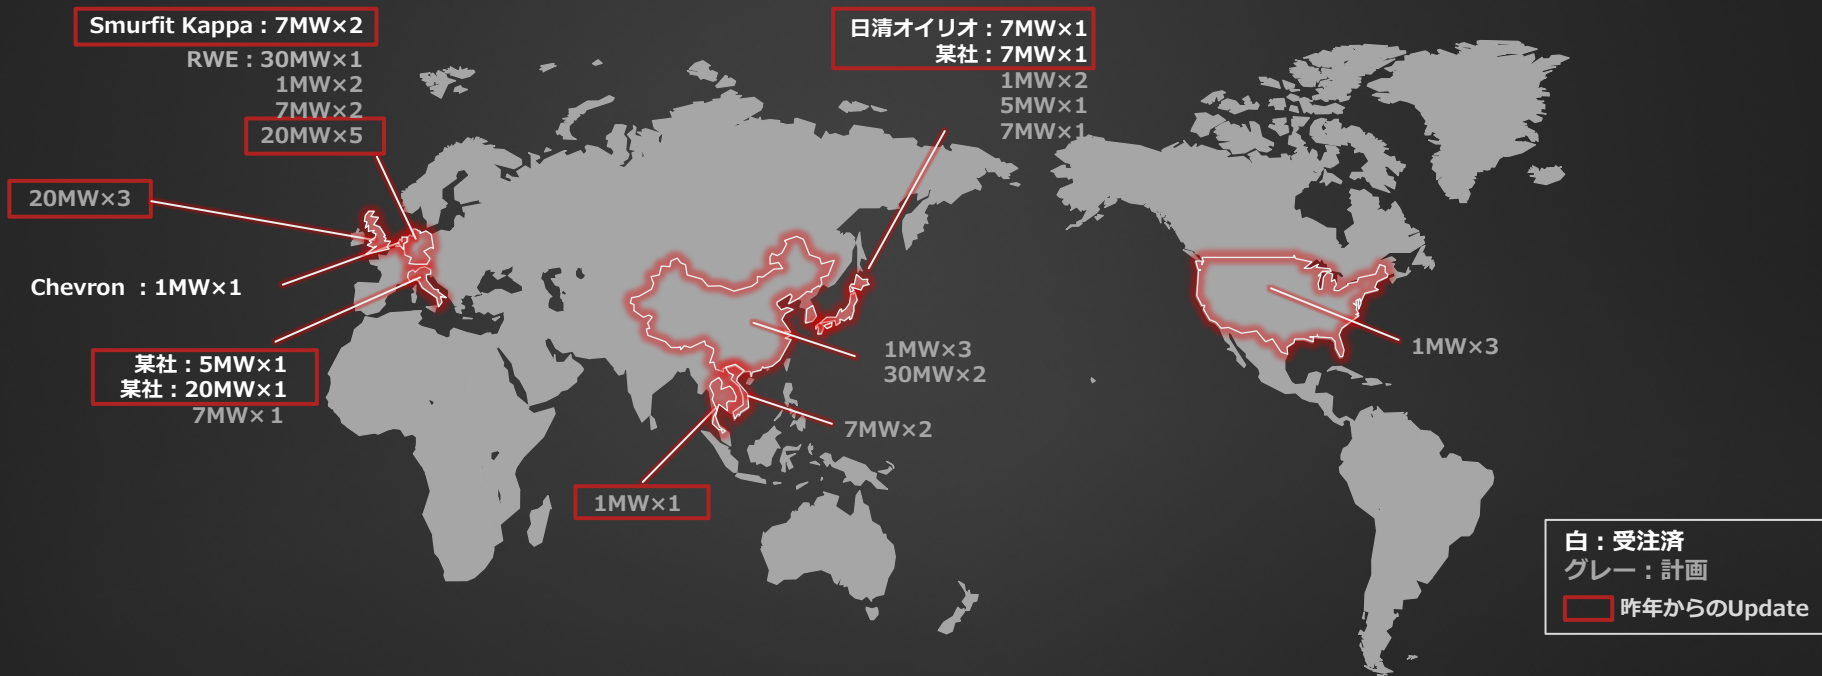 Smurfit Kappa：7MW×2
RWE：30MW×1
1MW×2
7MW×2
20MW×5
20MW×3
Chevron ：1MW×1
某社：5MW×1
某社：20MW×1
7MW×1
日清オイリオ：7MW×1
某社：7MW×1
1MW×2
5MW×1
7MW×1
1MW×3
30MW×2
7MW×2
1MW×1
1MW×3
白：受注済
グレー：計画
昨年からのUpdate